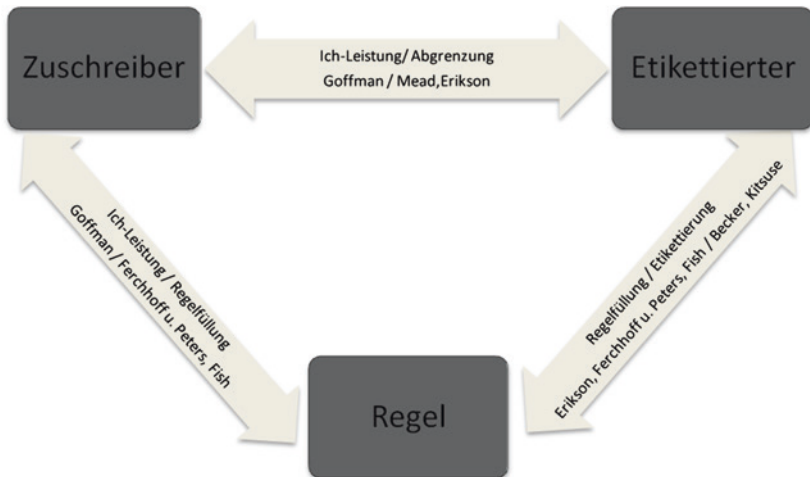 Zuschreiber
Ich-Leistung/ Abgrenzung
Goffman / Mead,Erikson
Etikettierter
Ich-Leistung / Regelfüllung
Goffman / Ferchhoff u. Peters, Fish
Regelfüllung / Etikettierung
Erikson, Ferchhoff u. Peters, Fish / Becker, Kitsuse
Regel